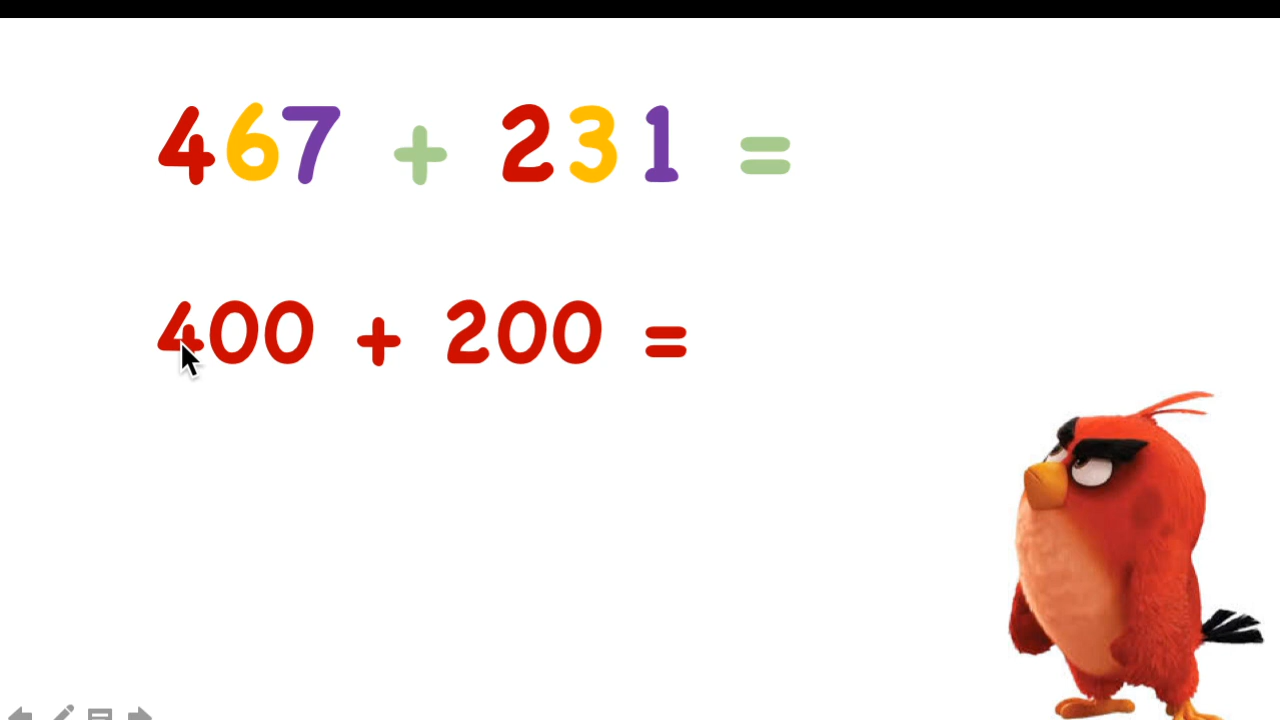 467 + 231 =
400 + 200 =